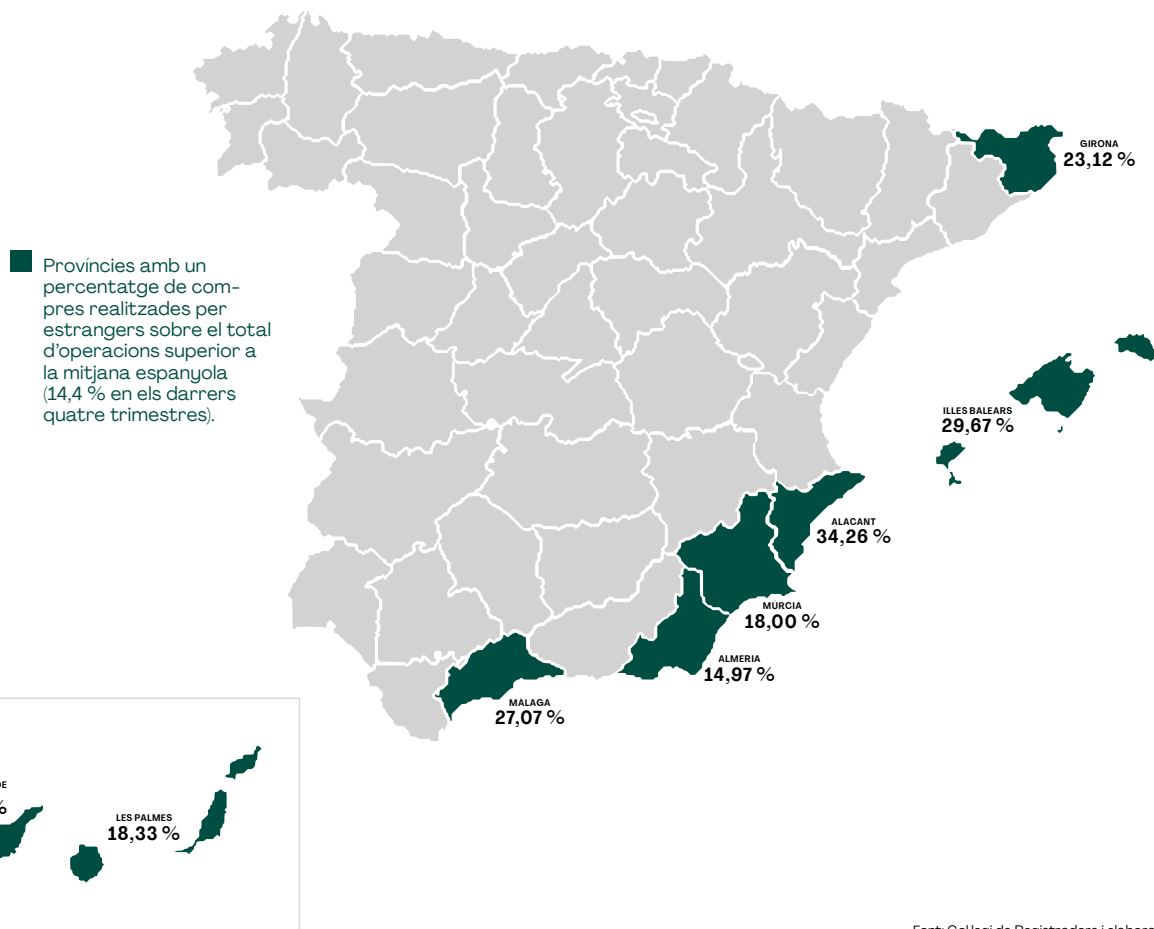 GIRONA
23,12 %
Províncies amb un
percentatge de com-
pres realitzades per
estrangers sobre el total
d'operacions superior a
la mitjana espanyola
(14,4 % en els darrers
quatre trimestres).
ILLES BALEARS
29,67 %
ALACANT
34,26 %
MÚRCIA
18,00 %
ALMERIA
14,97 %
MÀLAGA
27,07 %
DE
%
LES PALMES
18,33 %